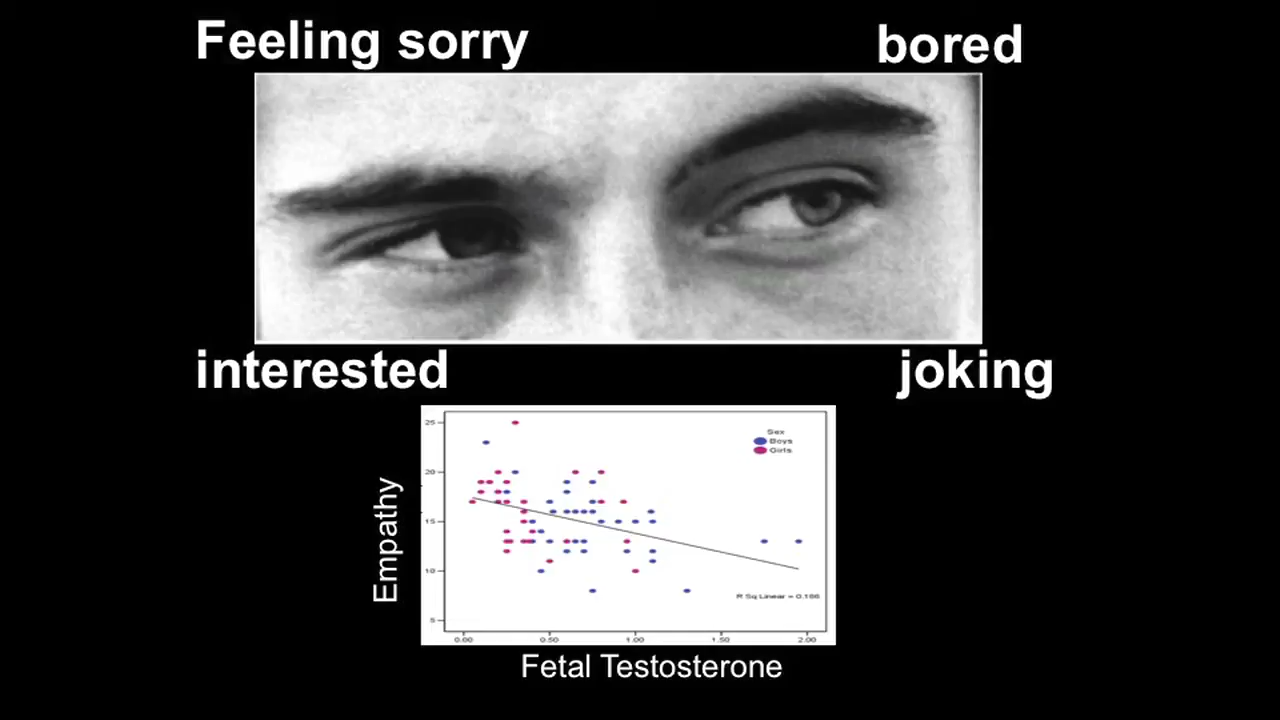 Feeling sorry
bored
interested
joking
Sex
Boys
Girls
25
20
15
10
5
Empathy
R Sq Linear = 0.186
0.00
0.50
1.00
1.50
2.00
Fetal Testosterone